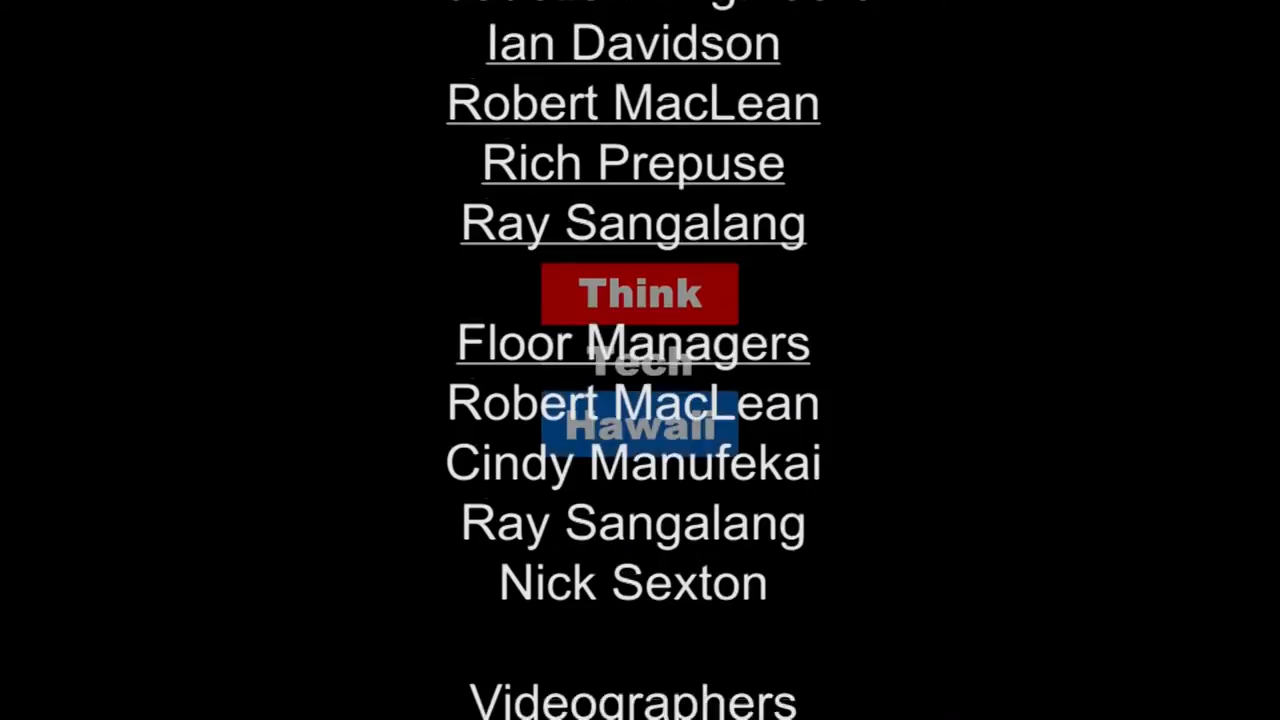 Ian Davidson
Robert MacLean
Rich Prepuse
Ray Sangalang
Think
Floor Managers
Tech
Robert MacLean
Hawaii
Cindy Manufekai
Ray Sangalang
Nick Sexton
Videographers